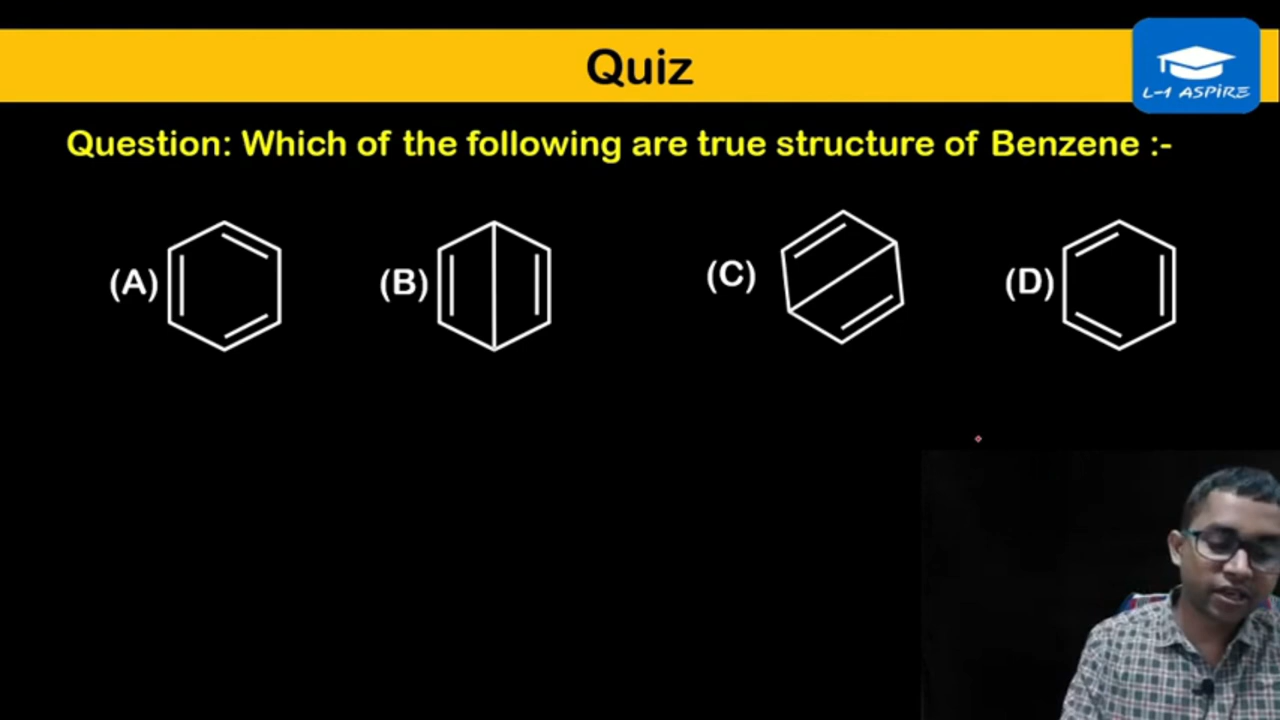 Quiz
L-1 ASPIRE
Question: Which of the following are true structure of Benzene :-
(A) (B) (C) (D)